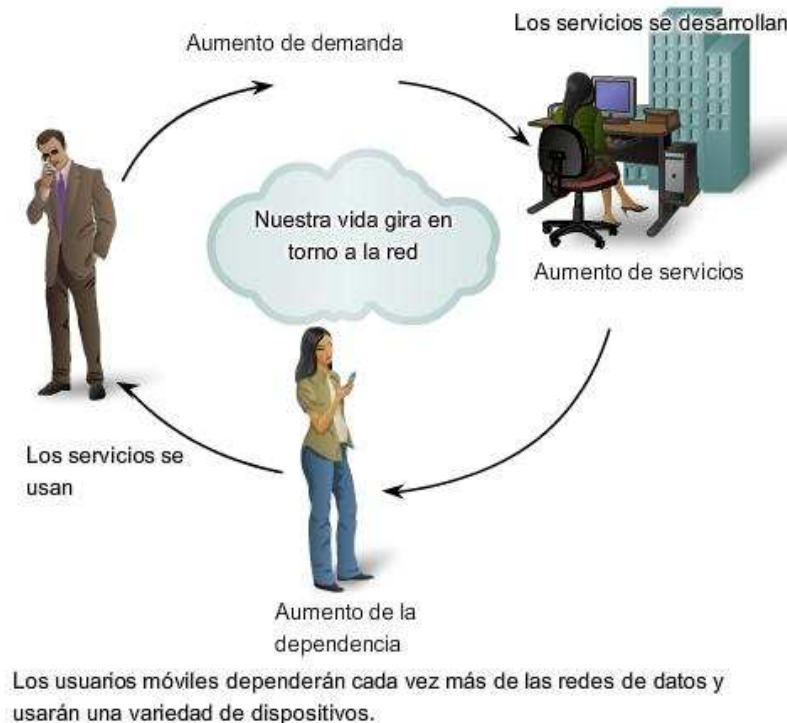 Aumento de demanda
Los servicios se desarrollan
Nuestra vida gira en
torno a la red
Aumento de servicios
Los servicios se
usan
Aumento de la
dependencia
Los usuarios móviles dependerán cada vez más de las redes de datos y
usarán una variedad de dispositivos.